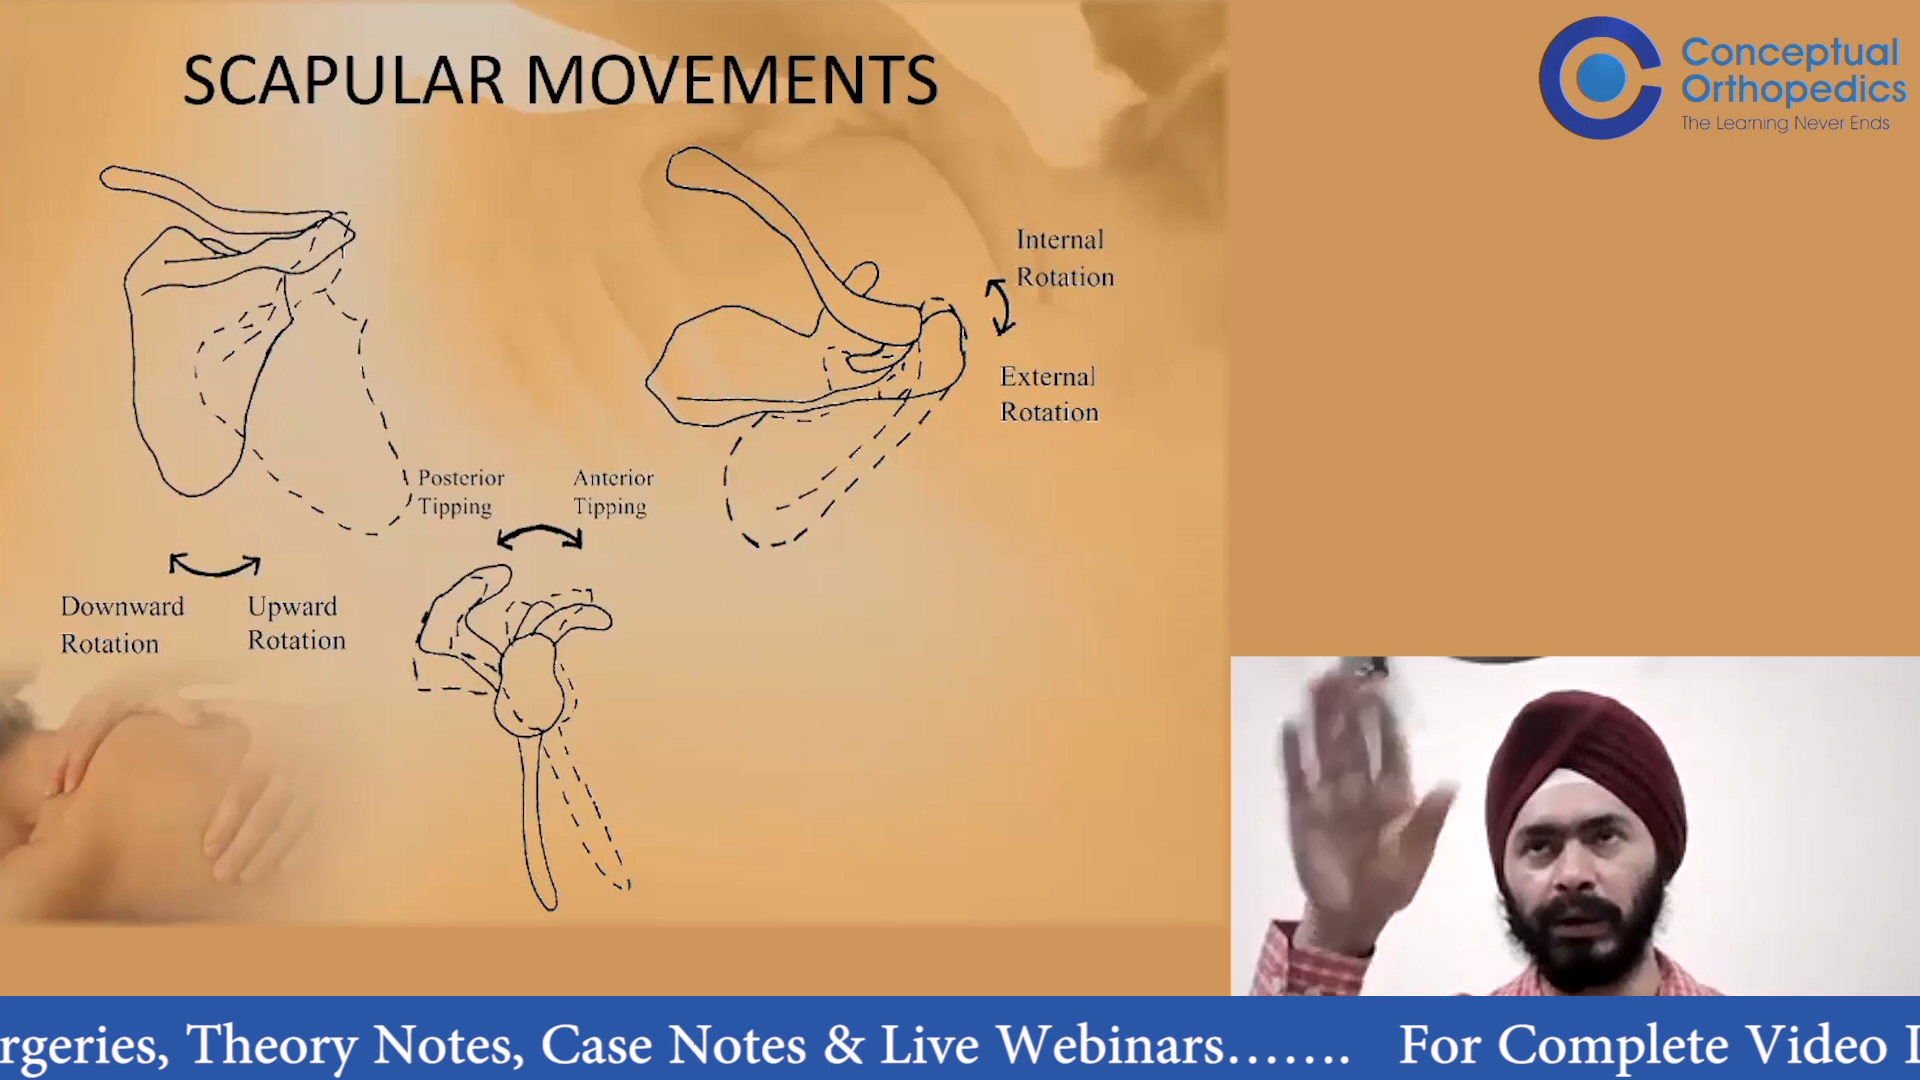 SCAPULAR MOVEMENTS
Conceptual
Orthopedics
The Learning Never Ends
Internal
Rotation
External
Rotation
Posterior
Tipping
Anterior
Tipping
Downward
Rotation
Upward
Rotation
rgeries, Theory Notes, Case Notes & Live Webinars....... For Complete Video